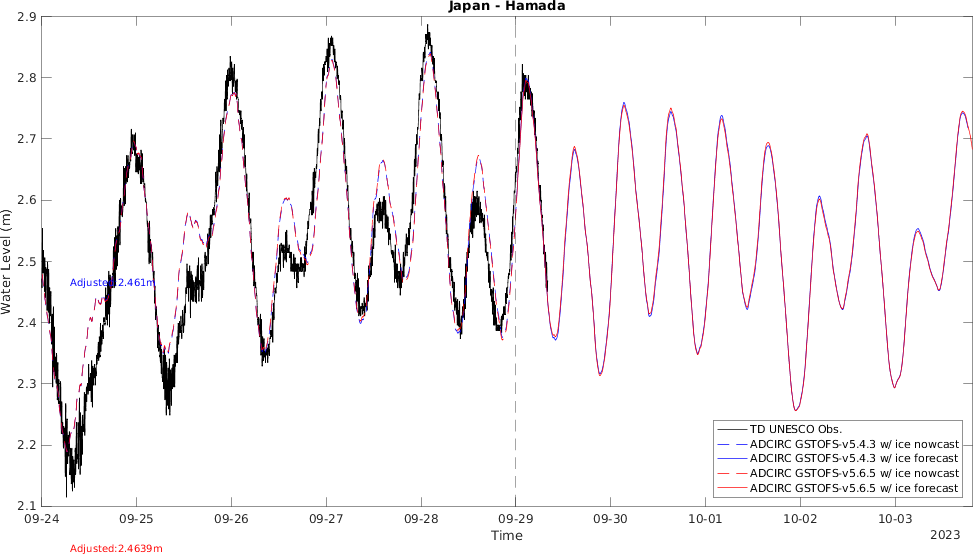 Japan - Hamada
2.9
2.8
2.7
2.6
2.5
2.4
2.3
2.2
2.1
Water Level (m)
Adjusted:2.461m
TD UNESCO Obs.
ADCIRC GSTOFS-v5.4.3 w/ ice nowcast
ADCIRC GSTOFS-v5.4.3 w/ ice forecast
ADCIRC GSTOFS-v5.6.5 w/ ice nowcast
ADCIRC GSTOFS-v5.6.5 w/ ice forecast
09-24 09-25 09-26 09-27 09-28 09-29 09-30 10-01 10-02 10-03
Time
2023
Adjusted:2.4639m